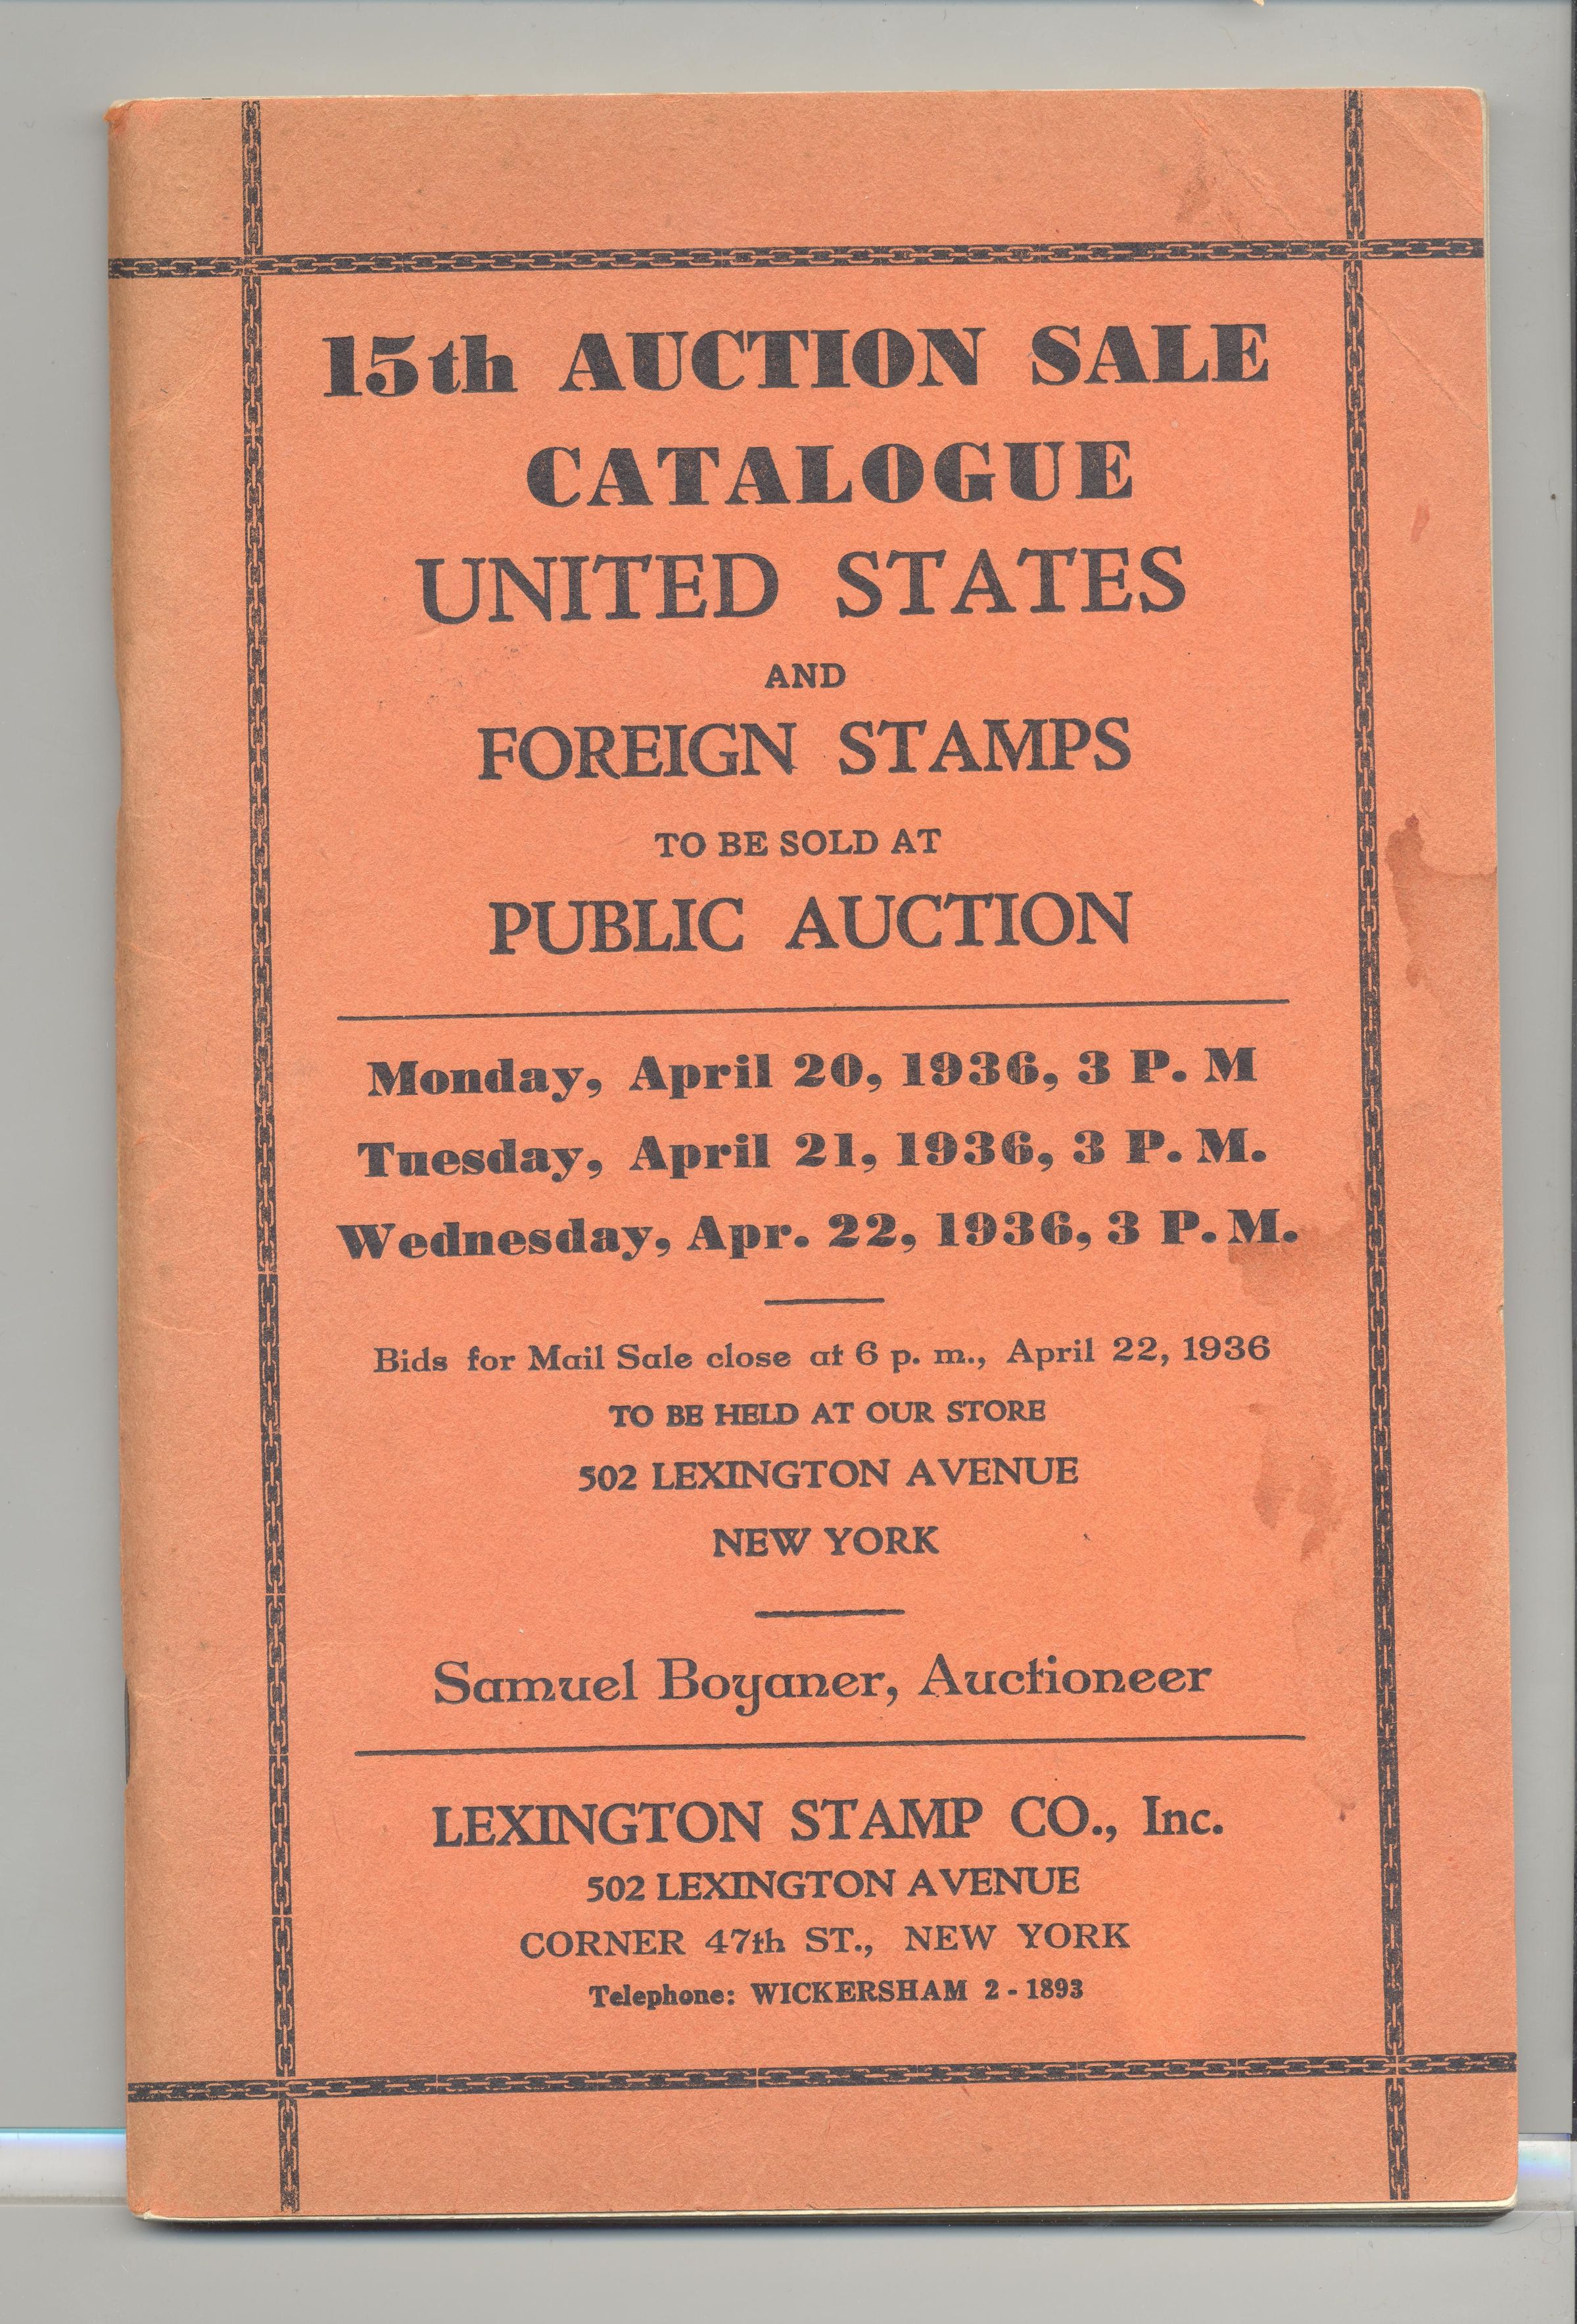 15th AUCTION SALE
CATALOGUE
UNITED STATES
AND
FOREIGN STAMPS
TO BE SOLD AT
PUBLIC AUCTION
Monday, April 20, 1936, 3 P. M
Tuesday, April 21, 1936, 3 P. M.
Wednesday, Apr. 22, 1936, 3 P. M.
Bids for Mail Sale close at 6 p. m., April 22, 1936
TO BE HELD AT OUR STORE
502 LEXINGTON AVENUE
NEW YORK
Samuel Boyaner, Auctioneer
LEXINGTON STAMP CO., Inc.
502 LEXINGTON AVENUE
CORNER 47th ST., NEW YORK
Telephone: WICKERSHAM 2 - 1893